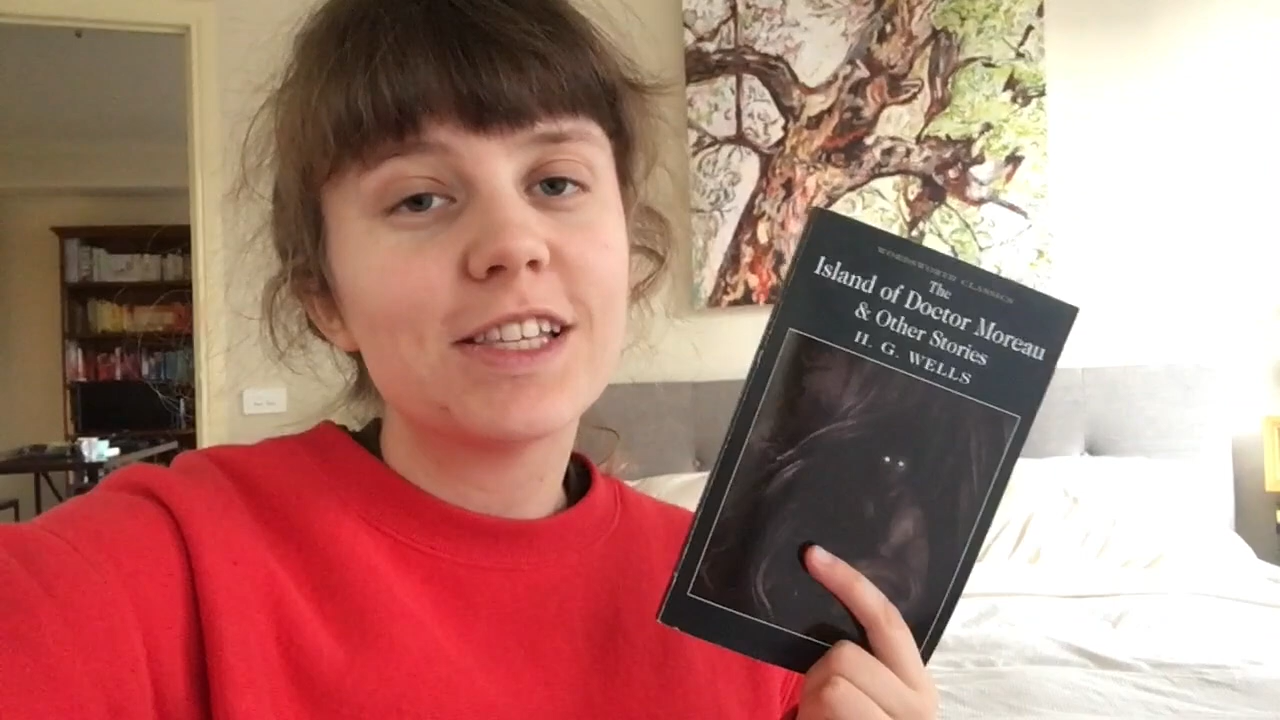 WORDSWORTH CLASSICS
The
Island of Doctor Moreau
& Other Stories
H. G. WELLS